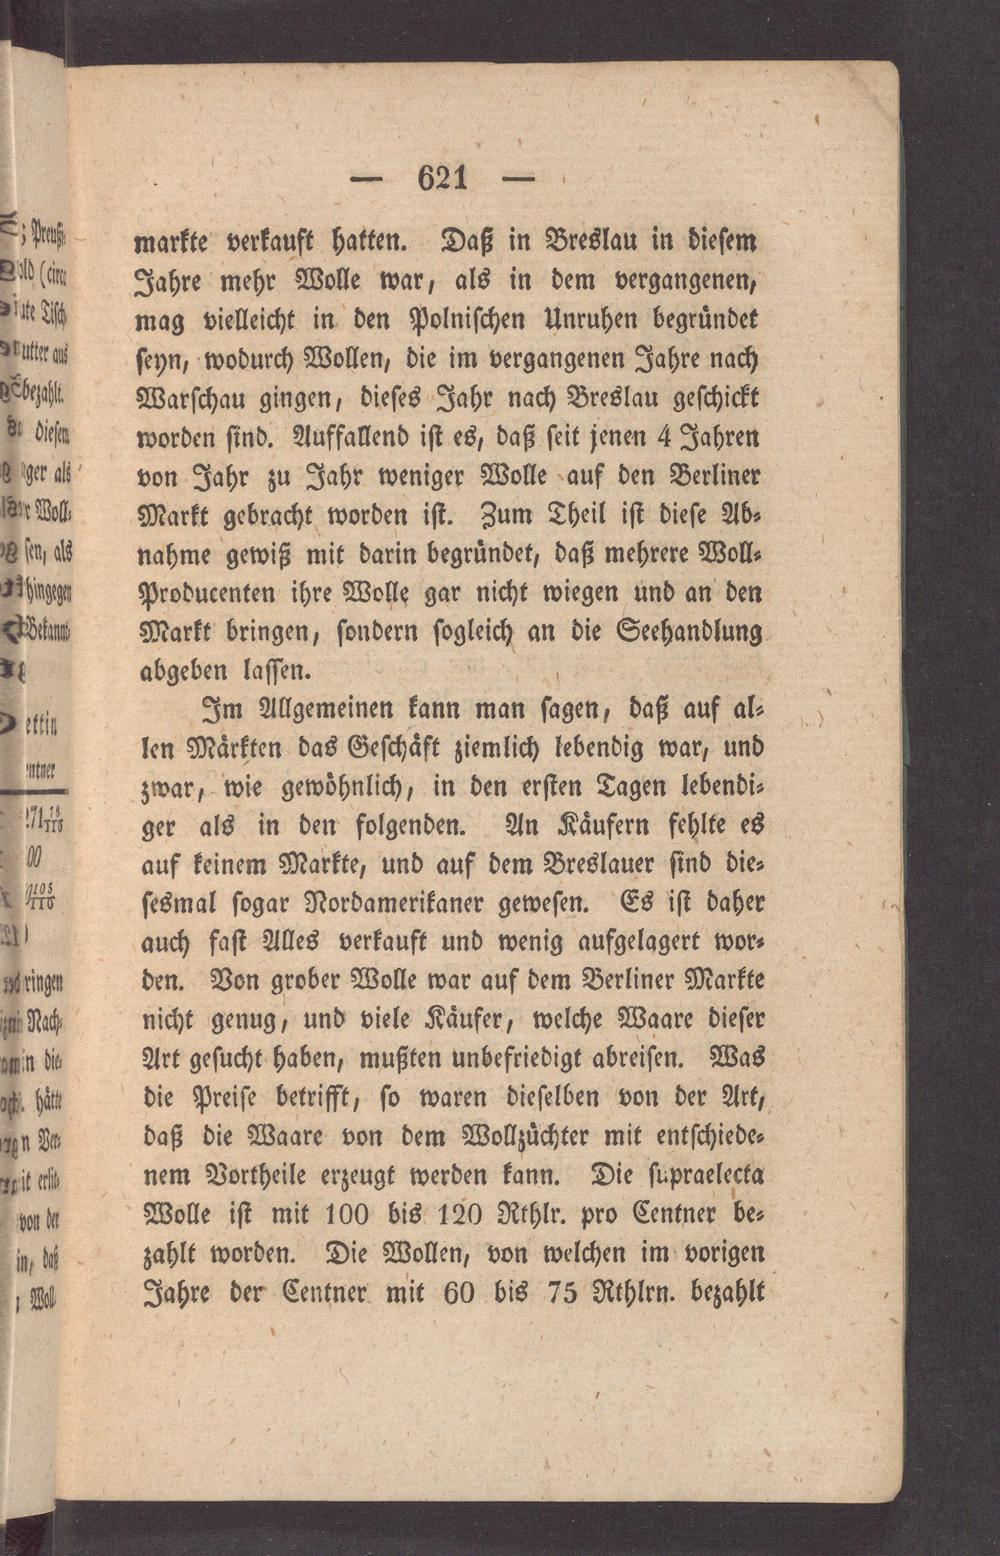 — 621 —
markte verkauft hatten. Daß in Breslau in diesem
Jahre mehr Wolle war, als in dem vergangenen,
mag vielleicht in den Polnischen Unruhen begründet
seyn, wodurch Wollen, die im vergangenen Jahre nach
Warschau gingen, dieses Jahr nach Breslau geschickt
worden sind. Auffallend ist es, daß seit jenen 4 Jahren
von Jahr zu Jahr weniger Wolle auf den Berliner
Markt gebracht worden ist. Zum Theil ist diese Ab-
nahme gewiß mit darin begründet, daß mehrere Woll-
Producenten ihre Wolle gar nicht wiegen und an den
Markt bringen, sondern sogleich an die Seehandlung
abgeben lassen.
Im Allgemeinen kann man sagen, daß auf al-
len Märkten das Geschäft ziemlich lebendig war, und
zwar, wie gewöhnlich, in den ersten Tagen lebendi-
ger als in den folgenden. An Käufern fehlte es
auf keinem Markte, und auf dem Breslauer sind die-
sesmal sogar Nordamerikaner gewesen. Es ist daher
auch fast Alles verkauft und wenig aufgelagert wor-
den. Von grober Wolle war auf dem Berliner Markte
nicht genug, und viele Käufer, welche Waare dieser
Art gesucht haben, mußten unbefriedigt abreisen. Was
die Preise betrifft, so waren dieselben von der Art,
daß die Waare von dem Wollzüchter mit entschiede-
nem Vortheile erzeugt werden kann. Die supraelecta
Wolle ist mit 100 bis 120 Rthlr. pro Centner be-
zahlt worden. Die Wollen, von welchen im vorigen
Jahre der Centner mit 60 bis 75 Rthlrn. bezahlt